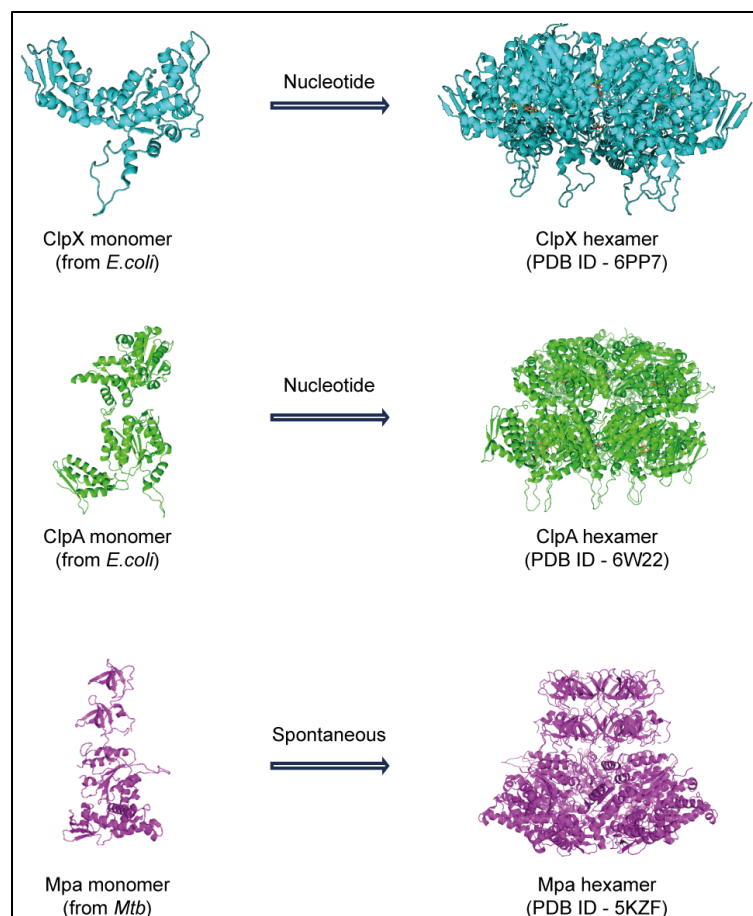 Nucleotide
ClpX monomer
(from E.coli)
ClpX hexamer
(PDB ID - 6PP7)
Nucleotide
ClpA monomer
(from E.coli)
ClpA hexamer
(PDB ID - 6W22)
Spontaneous
Mpa monomer
(from Mtb)
Mpa hexamer
(PDB ID - 5KZF)